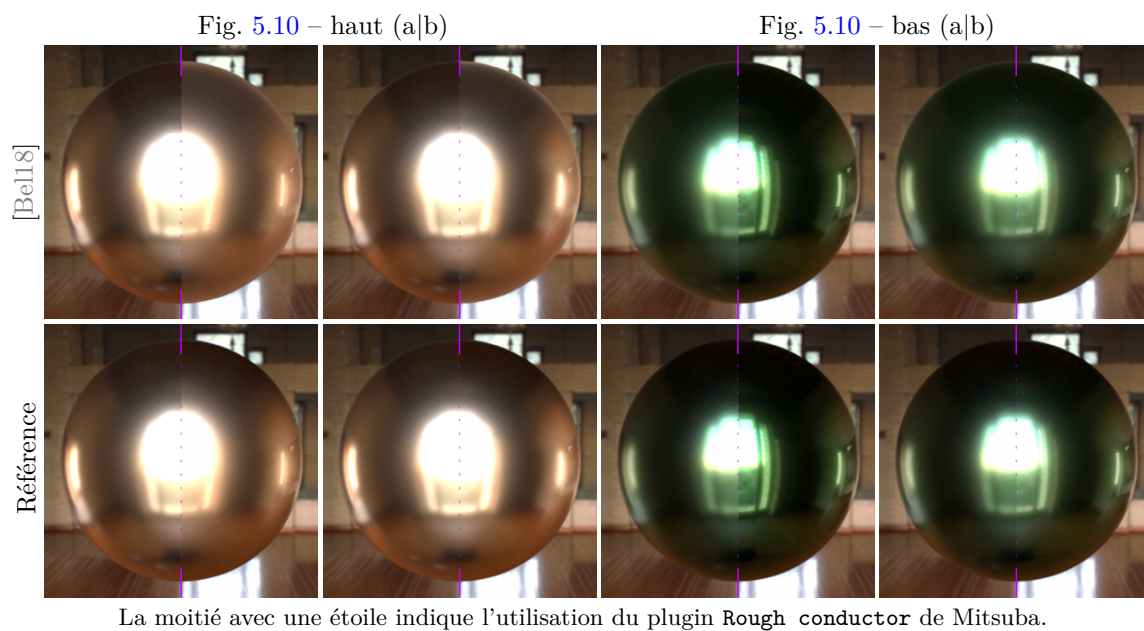 Fig. 5.10 – haut (a|b)
Fig. 5.10 – bas (a|b)
[Bel18]
Référence
La moitié avec une étoile indique l'utilisation du plugin Rough conductor de Mitsuba.